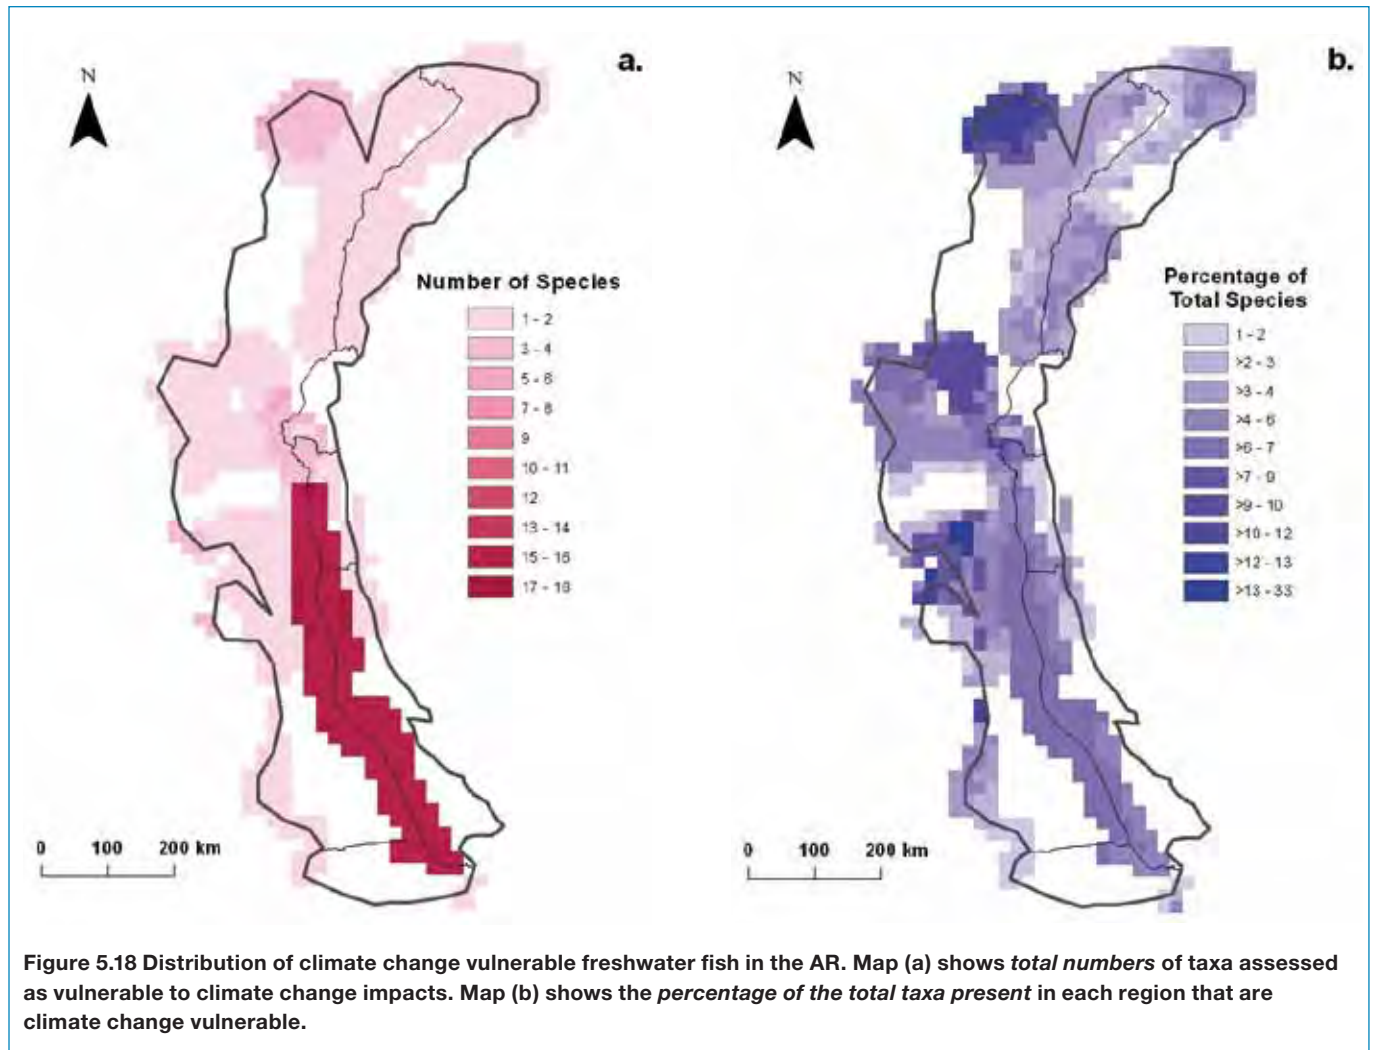 a.
N
Number of Species
1 - 2
3 - 4
5 - 6
7 - 8
9
10 - 11
12
13 - 14
15 - 16
17 - 18
0 100 200 km
b.
N
Percentage of
Total Species
1 - 2
>2 - 3
>3 - 4
>4 - 6
>6 - 7
>7 - 9
>9 - 10
>10 - 12
>12 - 13
>13 - 33
0 100 200 km
Figure 5.18 Distribution of climate change vulnerable freshwater fish in the AR. Map (a) shows total numbers of taxa assessed
as vulnerable to climate change impacts. Map (b) shows the percentage of the total taxa present in each region that are
climate change vulnerable.